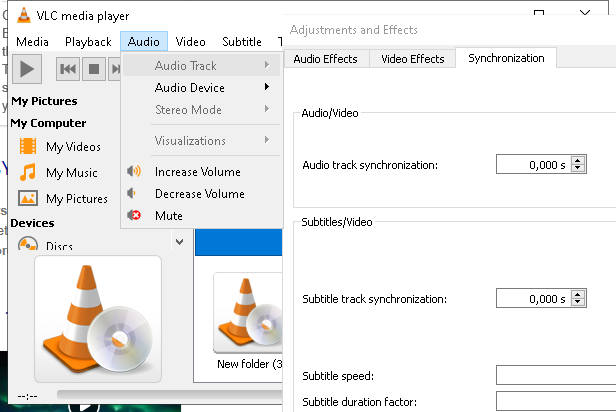 VLC media player
Media Playback Audio Video Subtitle T
Audio Track
Audio Device
Stereo Mode
Visualizations
Increase Volume
Decrease Volume
Mute
My Pictures
My Computer
My Videos
My Music
My Pictures
Devices
Discs
New folder (3
--:--
Adjustments and Effects
Audio Effects Video Effects Synchronization
Audio/Video
Audio track synchronization: 0,000 s
Subtitles/Video
Subtitle track synchronization: 0,000 s
Subtitle speed:
Subtitle duration factor: